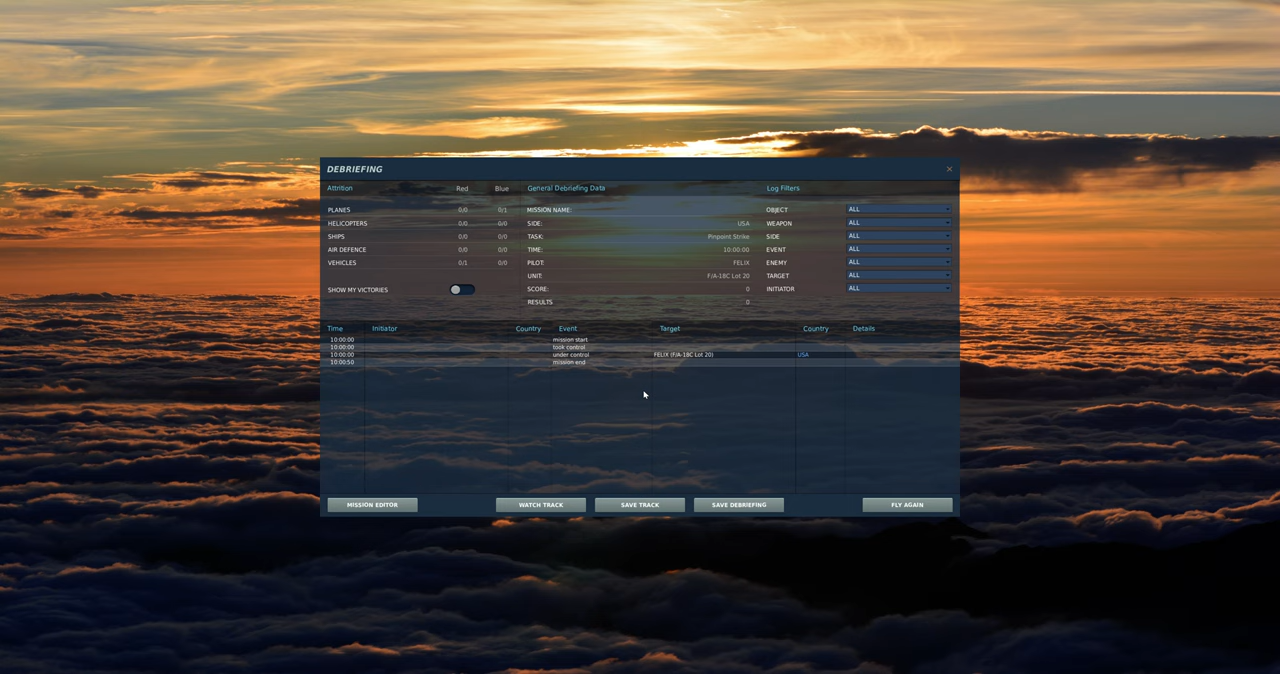 DEBRIEFING
Attrition Red Blue General Debriefing Data Log Filters
PLANES 0/0 0/1 MISSION NAME: OBJECT ALL
HELICOPTERS 0/0 0/0 SIDE: USA WEAPON ALL
SHIPS 0/0 0/0 TASK: Pinpoint Strike SIDE ALL
AIR DEFENCE 0/0 0/0 TIME: 10:00:00 EVENT ALL
VEHICLES 0/1 0/0 PILOT: FELIX ENEMY ALL
UNIT: F/A-18C Lot 20 TARGET ALL
SHOW MY VICTORIES SCORE: 0 INITIATOR ALL
RESULTS 0
Time Initiator Country Event Target Country Details
10:00:00 mission start
10:00:00 took control
10:00:00 under control FELIX (F/A-18C Lot 20) USA
10:00:50 mission end
MISSION EDITOR WATCH TRACK SAVE TRACK SAVE DEBRIEFING FLY AGAIN